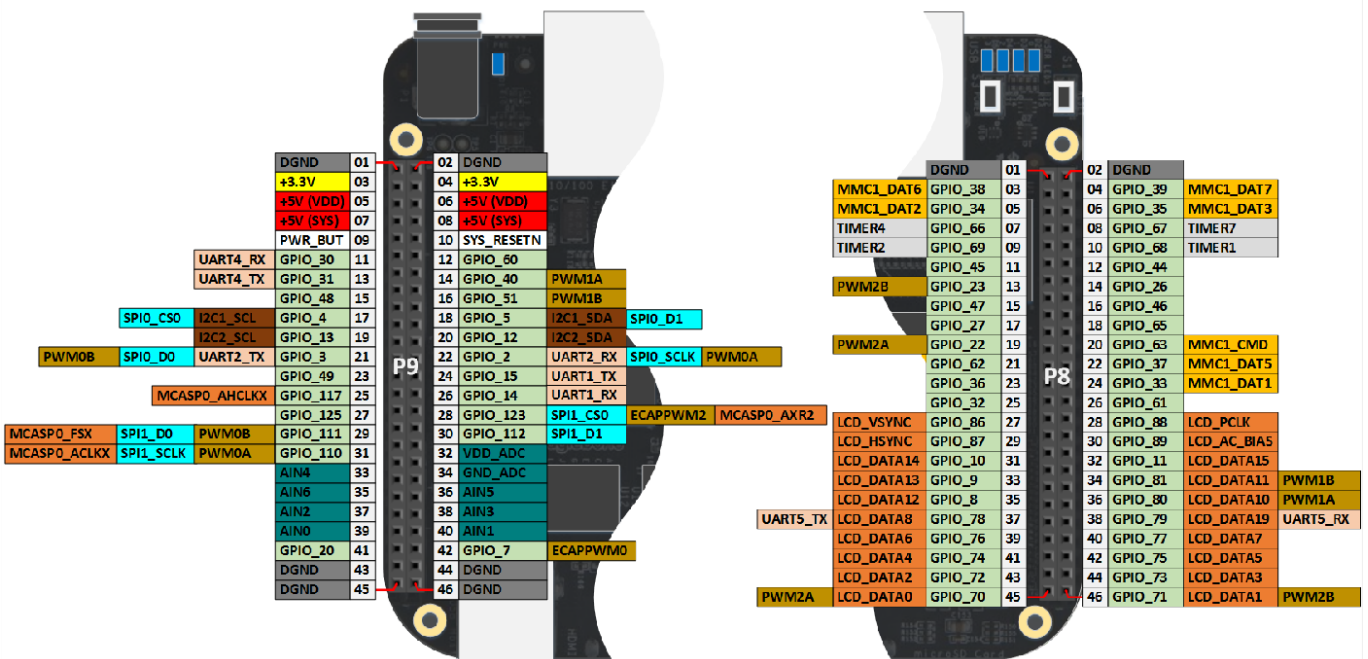 DGND 01 02 DGND
+3.3V 03 04 +3.3V
+5V (VDD) 05 06 +5V (VDD)
+5V (SYS) 07 08 +5V (SYS)
PWR_BUT 09 10 SYS_RESETN
UART4_RX GPIO_30 11 12 GPIO_60
UART4_TX GPIO_31 13 14 GPIO_40 PWM1A
GPIO_48 15 16 GPIO_51 PWM1B
SPI0_CS0 I2C1_SCL GPIO_4 17 18 GPIO_5 I2C1_SDA SPI0_D1
I2C2_SCL GPIO_13 19 20 GPIO_12 I2C2_SDA
PWM0B SPI0_D0 UART2_TX GPIO_3 21 22 GPIO_2 UART2_RX SPI0_SCLK PWM0A
P9
GPIO_49 23 24 GPIO_15 UART1_TX
MCASP0_AHCLKX GPIO_117 25 26 GPIO_14 UART1_RX
GPIO_125 27 28 GPIO_123 SPI1_CS0 ECAPPWM2 MCASP0_AXR2
MCASP0_FSX SPI1_D0 PWM0B GPIO_111 29 30 GPIO_112 SPI1_D1
MCASP0_ACLKX SPI1_SCLK PWM0A GPIO_110 31 32 VDD_ADC
AIN4 33 34 GND_ADC
AIN6 35 36 AIN5
AIN2 37 38 AIN3
AIN0 39 40 AIN1
GPIO_20 41 42 GPIO_7 ECAPPWM0
DGND 43 44 DGND
DGND 45 46 DGND
HDMI
DGND 01 02 DGND
MMC1_DAT6 GPIO_38 03 04 GPIO_39 MMC1_DAT7
MMC1_DAT2 GPIO_34 05 06 GPIO_35 MMC1_DAT3
TIMER4 GPIO_66 07 08 GPIO_67 TIMER7
TIMER2 GPIO_69 09 10 GPIO_68 TIMER1
GPIO_45 11 12 GPIO_44
PWM2B GPIO_23 13 14 GPIO_26
GPIO_47 15 16 GPIO_46
GPIO_27 17 18 GPIO_65
PWM2A GPIO_22 19 20 GPIO_63 MMC1_CMD
GPIO_62 21 22 GPIO_37 MMC1_DAT5
P8
GPIO_36 23 24 GPIO_33 MMC1_DAT1
GPIO_32 25 26 GPIO_61
LCD_VSYNC GPIO_86 27 28 GPIO_88 LCD_PCLK
LCD_HSYNC GPIO_87 29 30 GPIO_89 LCD_AC_BIA5
LCD_DATA14 GPIO_10 31 32 GPIO_11 LCD_DATA15
LCD_DATA13 GPIO_9 33 34 GPIO_81 LCD_DATA11 PWM1B
LCD_DATA12 GPIO_8 35 36 GPIO_80 LCD_DATA10 PWM1A
UART5_TX LCD_DATA8 GPIO_78 37 38 GPIO_79 LCD_DATA19 UART5_RX
LCD_DATA6 GPIO_76 39 40 GPIO_77 LCD_DATA7
LCD_DATA4 GPIO_74 41 42 GPIO_75 LCD_DATA5
LCD_DATA2 GPIO_72 43 44 GPIO_73 LCD_DATA3
PWM2A LCD_DATA0 GPIO_70 45 46 GPIO_71 LCD_DATA1 PWM2B
microSD Card